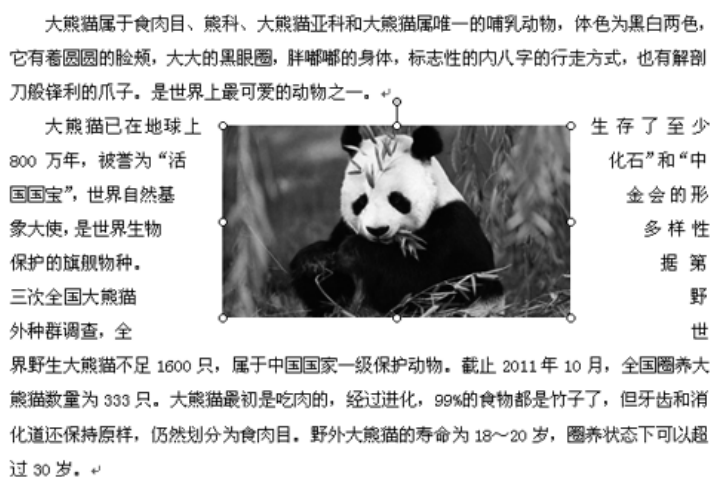 大熊猫属于食肉目、熊科、大熊猫亚科和大熊猫属唯一的哺乳动物，体色为黑白两色，
它有着圆圆的脸颊，大大的黑眼圈，胖嘟嘟的身体，标志性的内八字的行走方式，也有解剖
刀般锋利的爪子。是世界上最可爱的动物之一。
大熊猫已在地球上 生存了至少
800 万年，被誉为“活 化石”和“中
国国宝”，世界自然基 金会的形
象大使，是世界生物 多样性
保护的旗舰物种。 据第
三次全国大熊猫 野
外种群调查，全 世
界野生大熊猫不足 1600 只，属于中国国家一级保护动物。截止 2011 年 10 月，全国圈养大
熊猫数量为 333 只。大熊猫最初是吃肉的，经过进化，99%的食物都是竹子了，但牙齿和消
化道还保持原样，仍然划分为食肉目。野外大熊猫的寿命为 18～20 岁，圈养状态下可以超
过 30 岁。